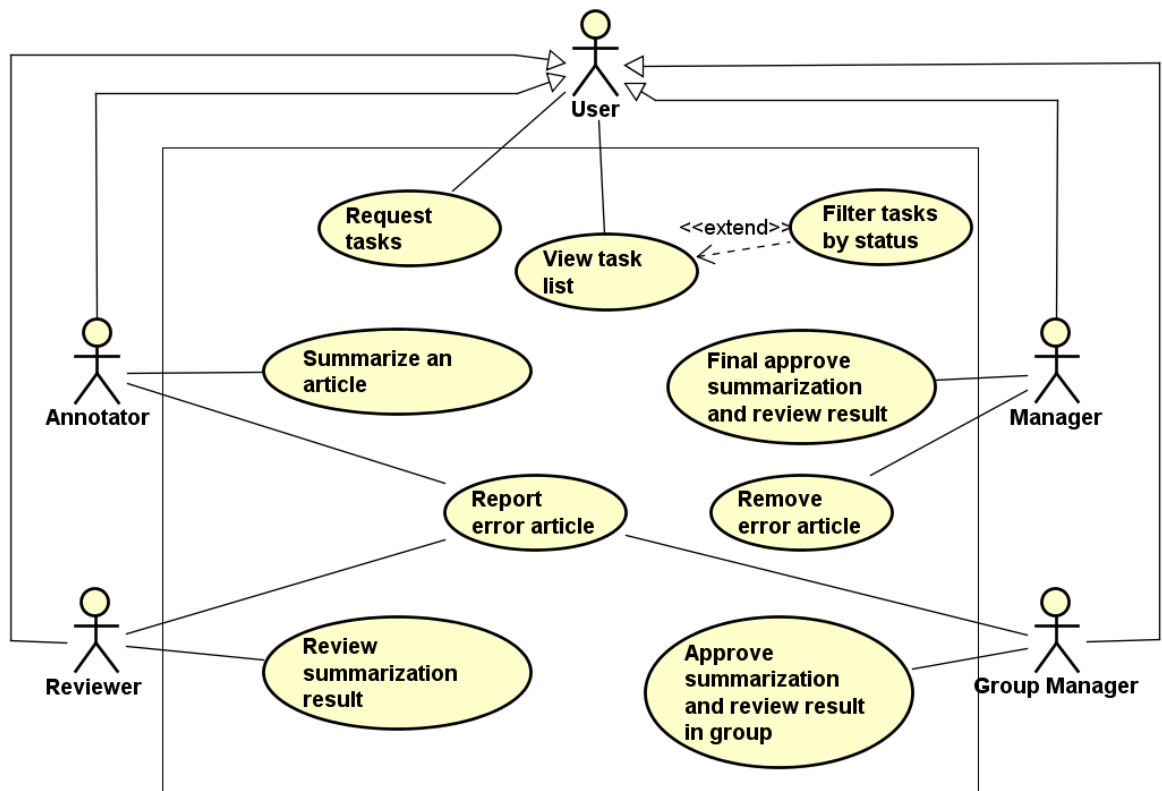 User
Request
tasks
<<extend>>
Filter tasks
by status
View task
list
Summarize an
article
Final approve
summarization
and review result
Annotator
Manager
Report
error article
Remove
error article
Review
summarization
result
Approve
summarization
and review result
in group
Reviewer
Group Manager